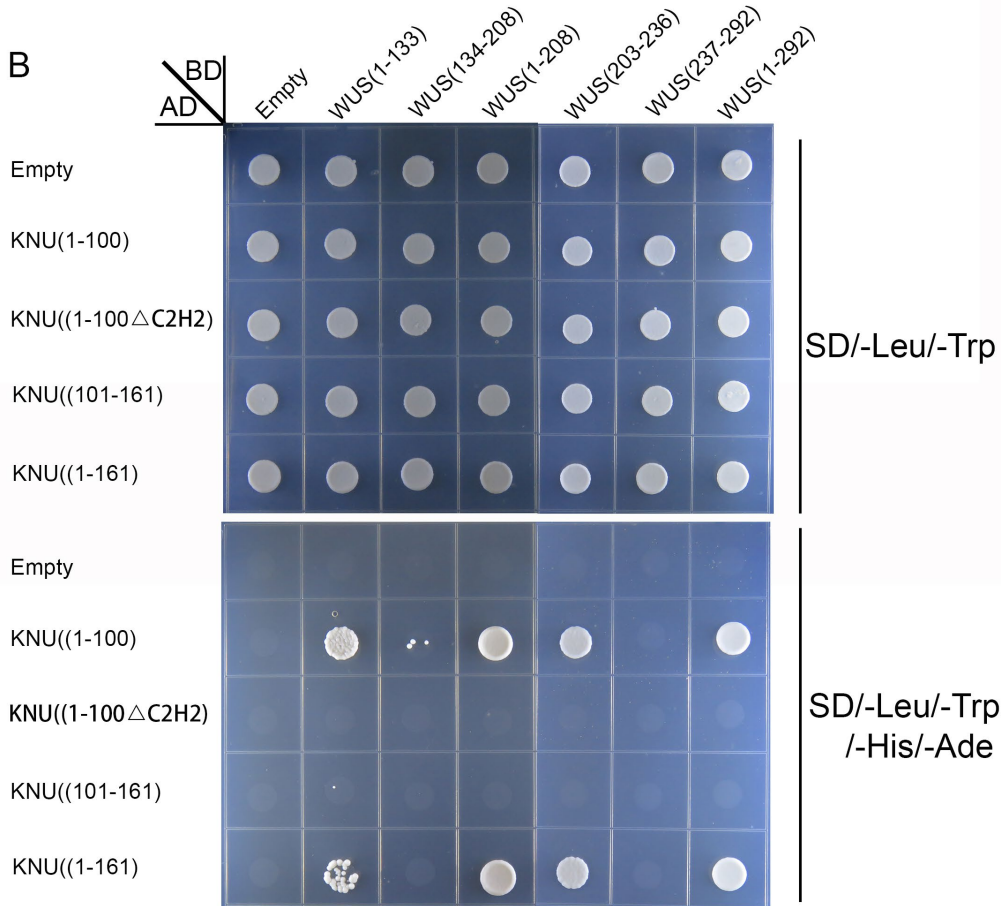 B
BD
AD
Empty
WUS(1-133)
WUS(134-208)
WUS(1-208)
WUS(203-236)
WUS(237-292)
WUS(1-292)
Empty
KNU(1-100)
KNU((1-100△C2H2)
KNU((101-161)
KNU((1-161)
SD/-Leu/-Trp
Empty
KNU((1-100)
KNU((1-100△C2H2)
KNU((101-161)
KNU((1-161)
SD/-Leu/-Trp
/-His/-Ade